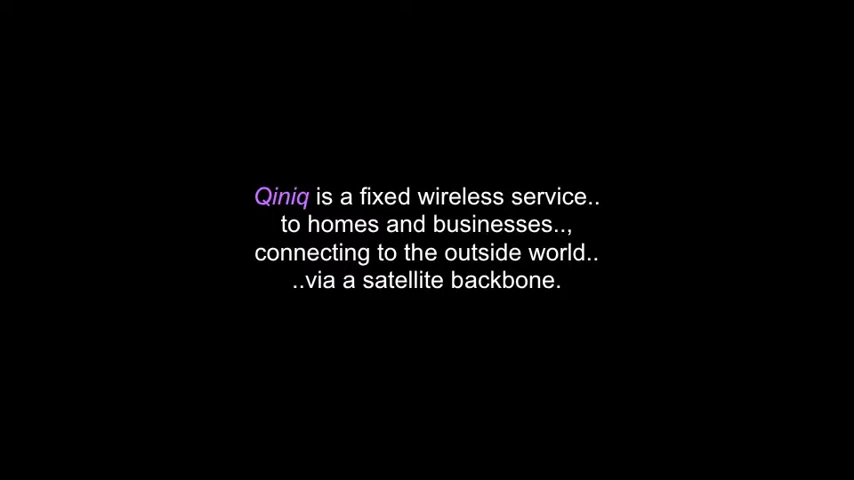 Qiniq is a fixed wireless service..
to homes and businesses..,
connecting to the outside world..
..via a satellite backbone.